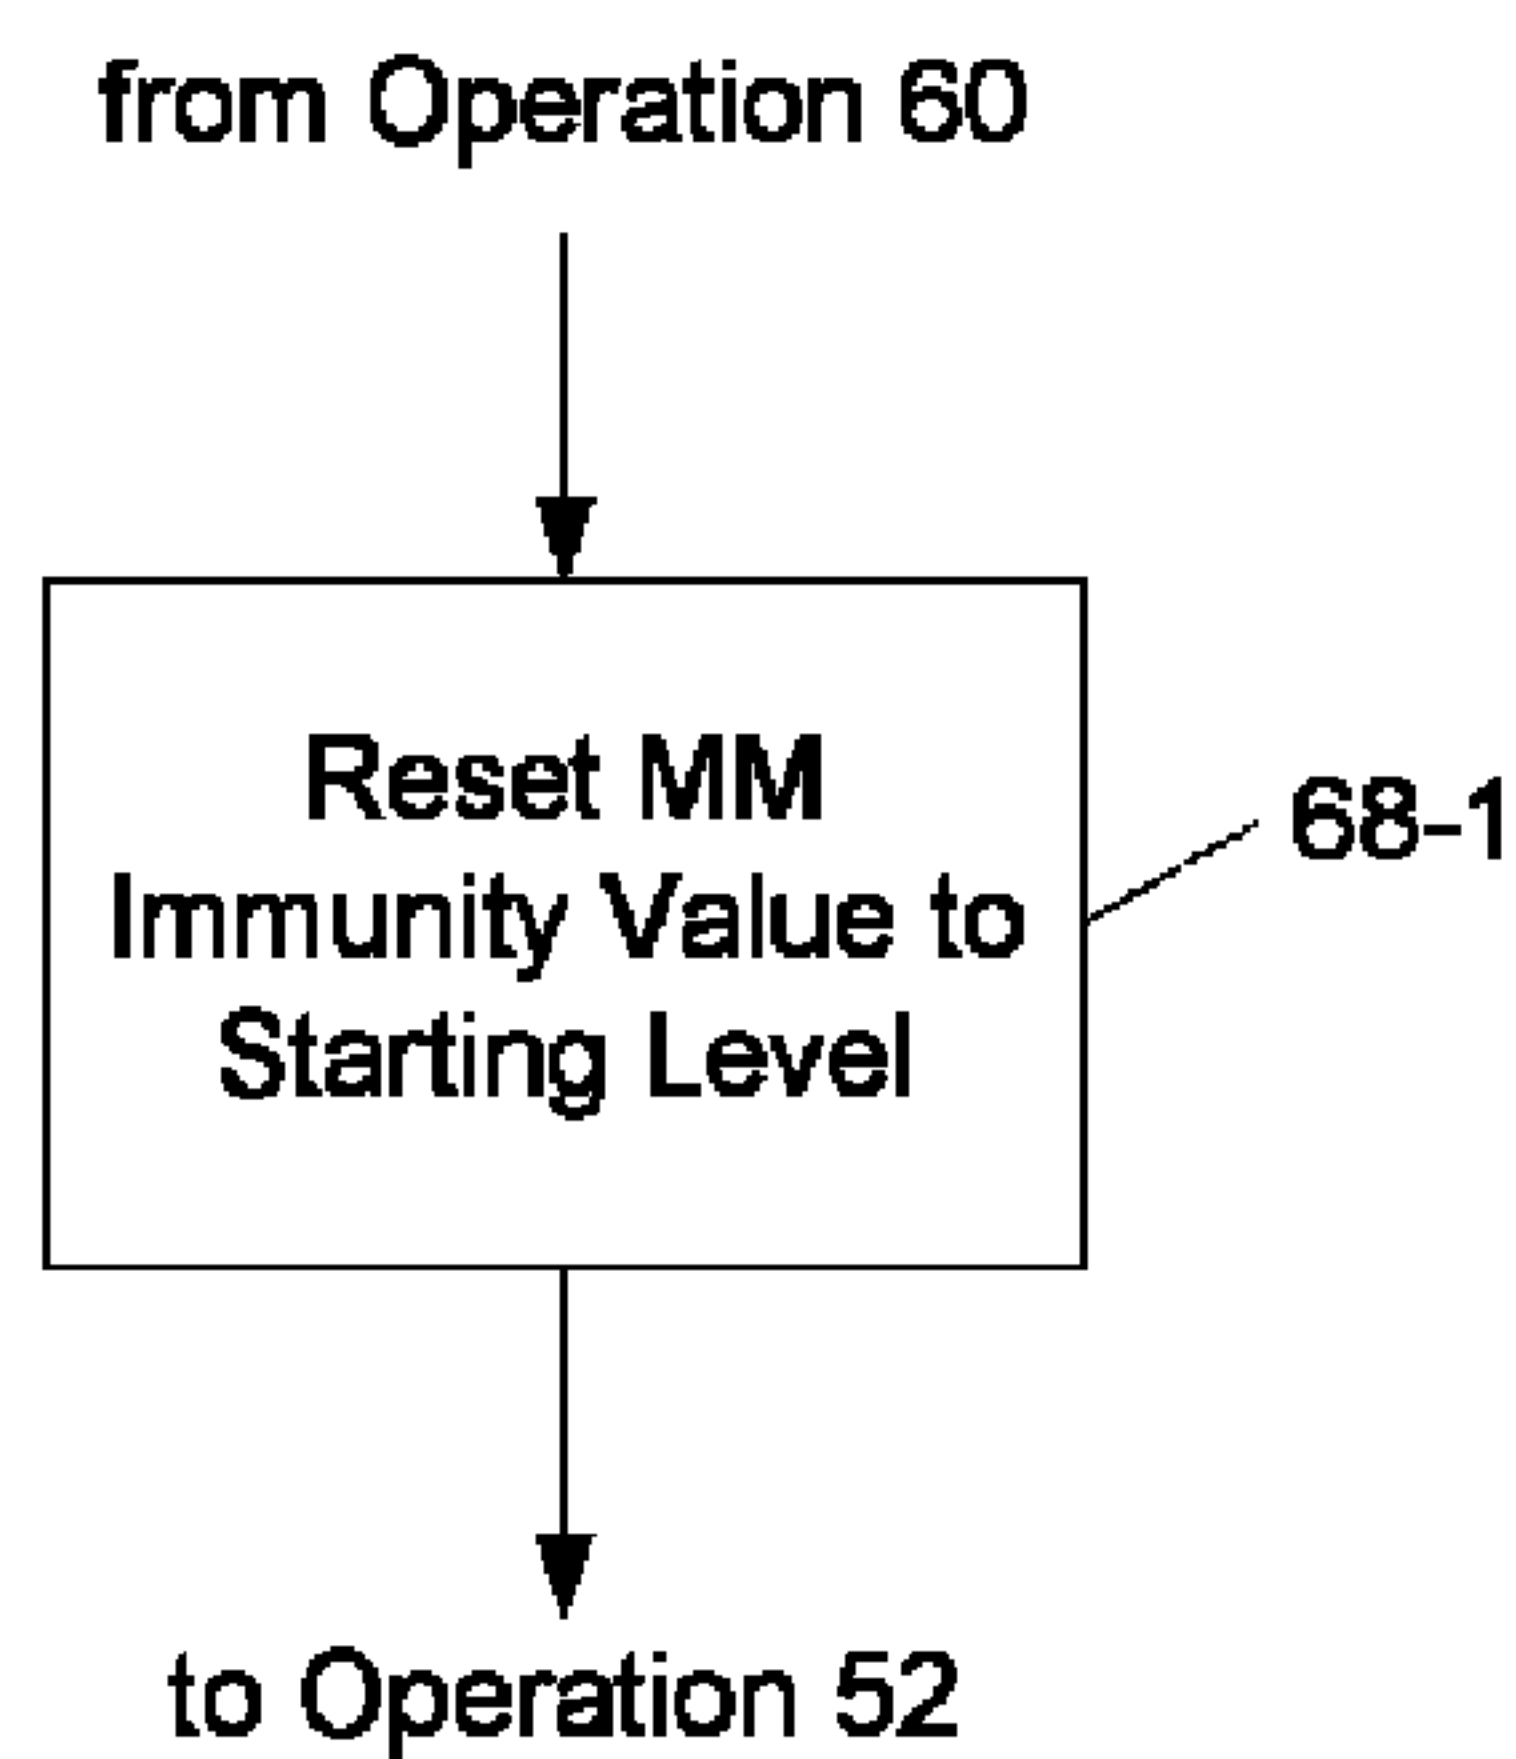 from Operation 60
Reset MM
Immunity Value to
Starting Level
68-1
to Operation 52